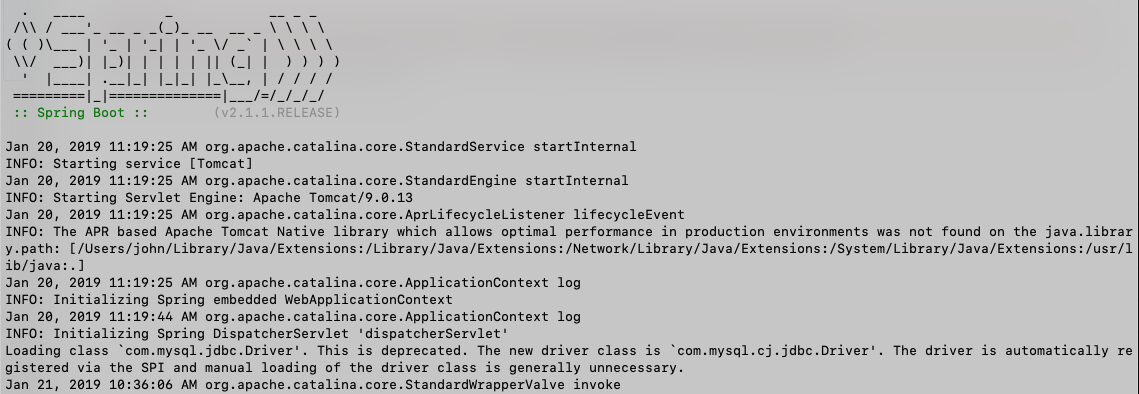 .   ____          _            __ _ _
 /\\ / ___'_ __ _ _(_)_ __  __ _ \ \ \ \
( ( )\___ | '_ | '_| | '_ \/ _` | \ \ \ \
 \\/  ___)| |_)| | | | | || (_| |  ) ) ) )
  '  |____| .__|_| |_|_| |_\__, | / / / /
 =========|_|==============|___/=/_/_/_/
 :: Spring Boot ::        (v2.1.1.RELEASE)

Jan 20, 2019 11:19:25 AM org.apache.catalina.core.StandardService startInternal
INFO: Starting service [Tomcat]
Jan 20, 2019 11:19:25 AM org.apache.catalina.core.StandardEngine startInternal
INFO: Starting Servlet Engine: Apache Tomcat/9.0.13
Jan 20, 2019 11:19:25 AM org.apache.catalina.core.AprLifecycleListener lifecycleEvent
INFO: The APR based Apache Tomcat Native library which allows optimal performance in production environments was not found on the java.librar
y.path: [/Users/john/Library/Java/Extensions:/Library/Java/Extensions:/Network/Library/Java/Extensions:/System/Library/Java/Extensions:/usr/l
ib/java:.]
Jan 20, 2019 11:19:25 AM org.apache.catalina.core.ApplicationContext log
INFO: Initializing Spring embedded WebApplicationContext
Jan 20, 2019 11:19:44 AM org.apache.catalina.core.ApplicationContext log
INFO: Initializing Spring DispatcherServlet 'dispatcherServlet'
Loading class `com.mysql.jdbc.Driver'. This is deprecated. The new driver class is `com.mysql.cj.jdbc.Driver'. The driver is automatically re
gistered via the SPI and manual loading of the driver class is generally unnecessary.
Jan 21, 2019 10:36:06 AM org.apache.catalina.core.StandardWrapperValve invoke